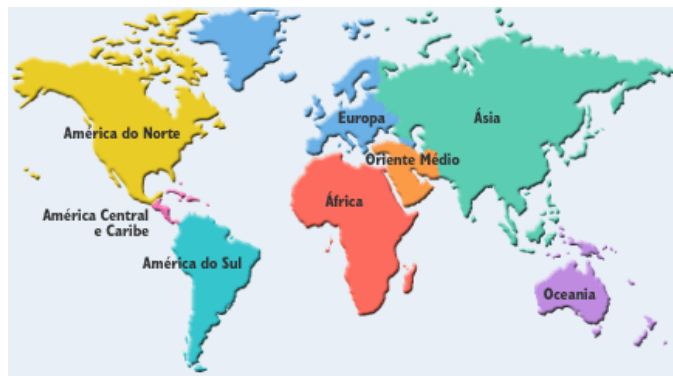 América do Norte
Europa
Ásia
Oriente Médio
África
América Central
e Caribe
América do Sul
Oceania